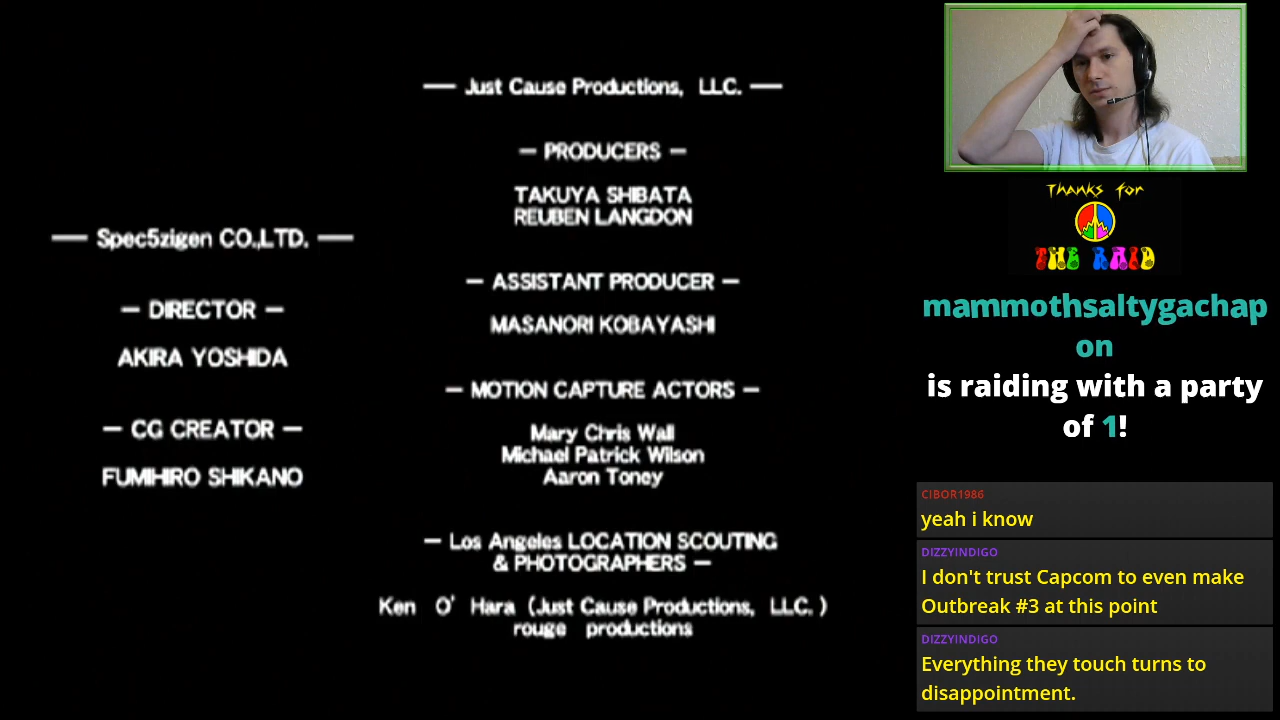 — Spec5zigen CO.,LTD. —
— DIRECTOR —
AKIRA YOSHIDA
— CG CREATOR —
FUMIHIRO SHIKANO
— Just Cause Productions, LLC. —
— PRODUCERS —
TAKUYA SHIBATA
REUBEN LANGDON
— ASSISTANT PRODUCER —
MASANORI KOBAYASHI
— MOTION CAPTURE ACTORS —
Mary Chris Wall
Michael Patrick Wilson
Aaron Toney
— Los Angeles LOCATION SCOUTING
& PHOTOGRAPHERS —
Ken O' Hara (Just Cause Productions, LLC. )
rouge productions
THANKS FOR
THE RAID
mammothsaltygachap
on
is raiding with a party
of 1!
CIBOR1986
yeah i know
DIZZYINDIGO
I don't trust Capcom to even make
Outbreak #3 at this point
DIZZYINDIGO
Everything they touch turns to
disappointment.